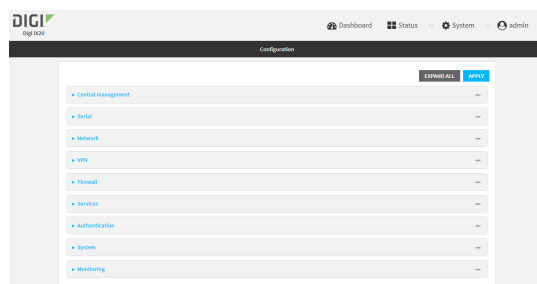 DIGI
Digi IX20
Dashboard
Status
System
admin
Configuration
EXPAND ALL
APPLY
Central management
Serial
Network
VPN
Firewall
Services
Authentication
System
Monitoring